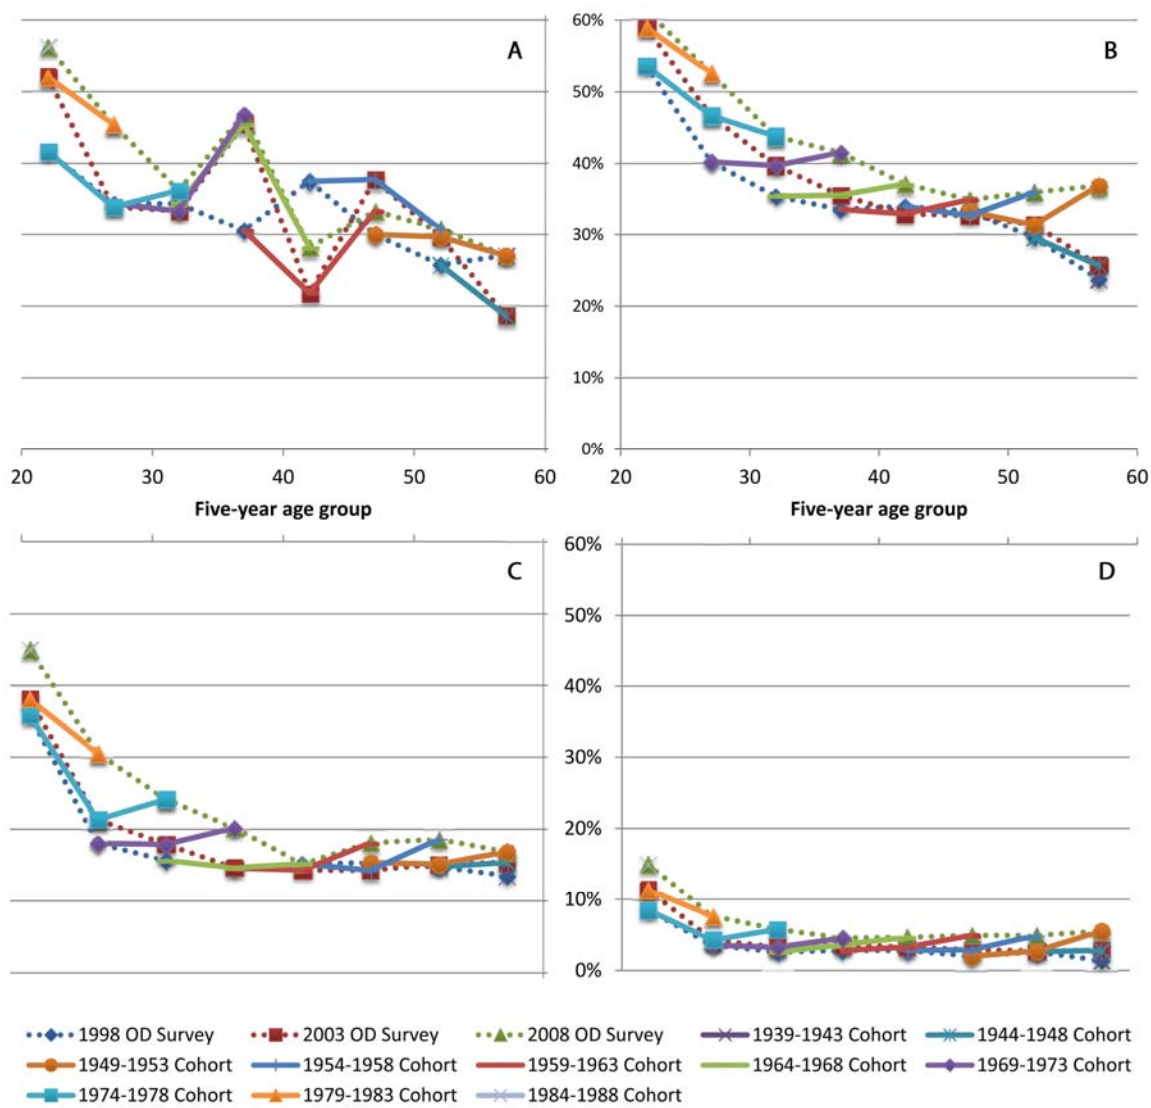 A
B
60%
50%
40%
30%
20%
10%
0%
20 30 40 50 60
20 30 40 50 60
Five-year age group
Five-year age group
C
D
60%
50%
40%
30%
20%
10%
0%
1998 OD Survey 2003 OD Survey 2008 OD Survey 1939-1943 Cohort 1944-1948 Cohort
1949-1953 Cohort 1954-1958 Cohort 1959-1963 Cohort 1964-1968 Cohort 1969-1973 Cohort
1974-1978 Cohort 1979-1983 Cohort 1984-1988 Cohort